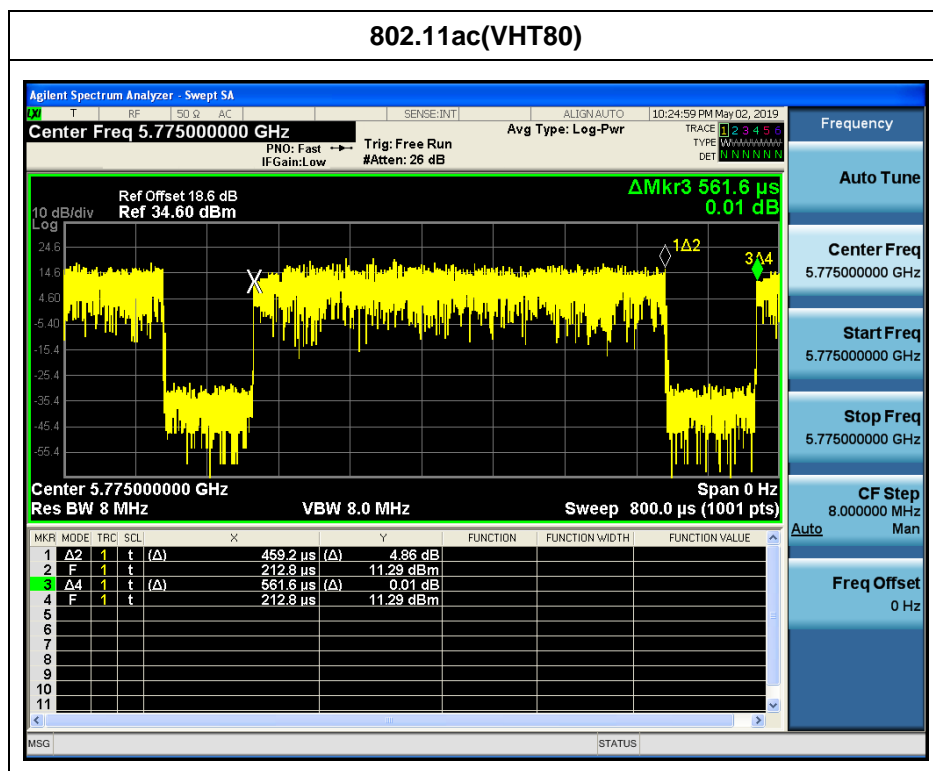 802.11ac(VHT80)
Agilent Spectrum Analyzer - Swept SA
LXI T RF 50 Ω AC SENSE:INT ALIGN AUTO 10:24:59 PM May 02, 2019
Center Freq 5.775000000 GHz
PNO: Fast
IFGain:Low
Trig: Free Run
#Atten: 26 dB
Avg Type: Log-Pwr
TRACE 1 2 3 4 5 6
TYPE
DET N N N N N N
Ref Offset 18.6 dB
10 dB/div Ref 34.60 dBm
Log
ΔMkr3 561.6 µs
0.01 dB
24.6
14.6
4.60
-5.40
-15.4
-25.4
-35.4
-45.4
-55.4
X
1Δ2
3Δ4
Center 5.775000000 GHz Span 0 Hz
Res BW 8 MHz VBW 8.0 MHz Sweep 800.0 µs (1001 pts)
MKR MODE TRC SCL X Y FUNCTION FUNCTION WIDTH FUNCTION VALUE
1 Δ2 1 t (Δ) 459.2 µs (Δ) 4.86 dB
2 F 1 t 212.8 µs 11.29 dBm
3 Δ4 1 t (Δ) 561.6 µs (Δ) 0.01 dB
4 F 1 t 212.8 µs 11.29 dBm
5
6
7
8
9
10
11
MSG STATUS
Frequency
Auto Tune
Center Freq
5.775000000 GHz
Start Freq
5.775000000 GHz
Stop Freq
5.775000000 GHz
CF Step
8.000000 MHz
Auto Man
Freq Offset
0 Hz